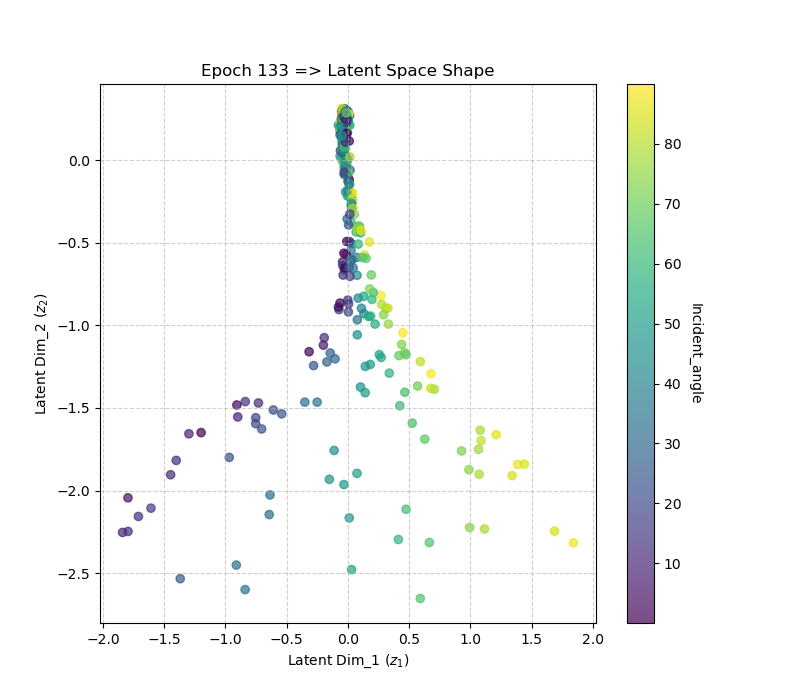 Epoch 133 => Latent Space Shape
0.0
−0.5
−1.0
−1.5
−2.0
−2.5
Latent Dim_2 (z₂)
−2.0 −1.5 −1.0 −0.5 0.0 0.5 1.0 1.5 2.0
Latent Dim_1 (z₁)
80
70
60
50
40
30
20
10
Incident_angle